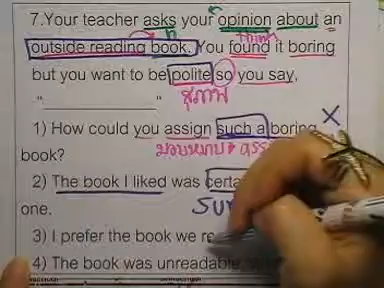 7.Your teacher asks your opinion about an
outside reading book. You found it boring
but you want to be polite so you say,
"____________________"
สุภาพ
1) How could you assign such a boring X
มอบหมาย
book?
2) The book I liked was
one.
3) I prefer the book we
4) The book was unreadable,